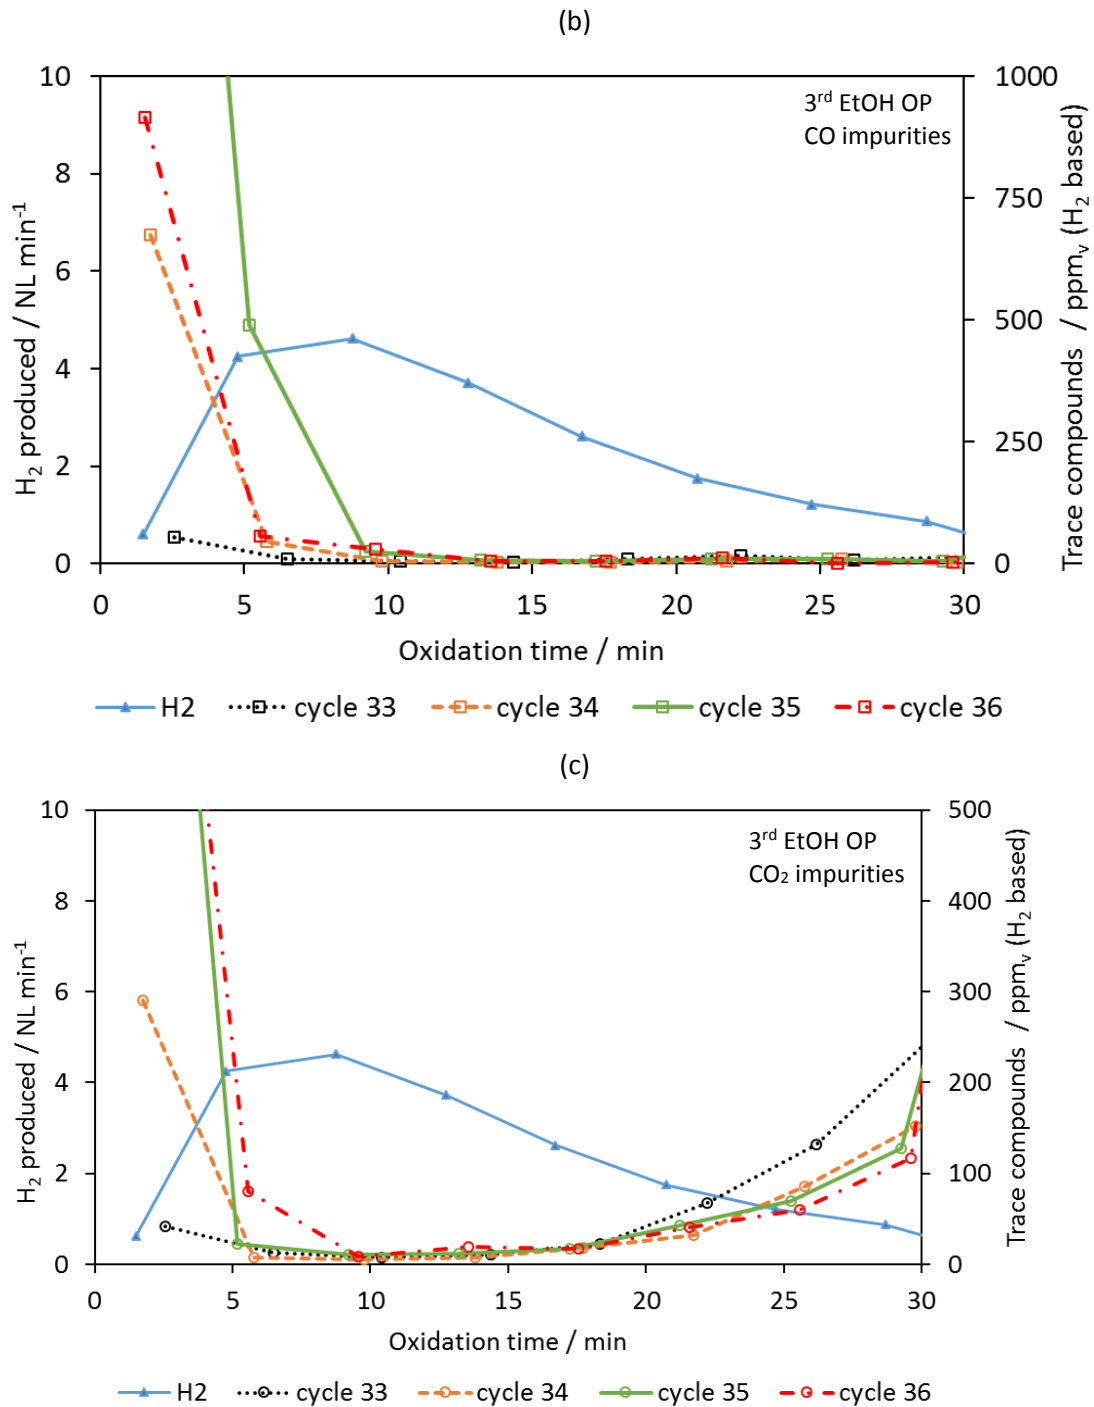 (b)
3rd EtOH OP
CO impurities
H2 produced / NL min-1
10
8
6
4
2
0
1000
750
500
250
0
Trace compounds / ppmv (H2 based)
0 5 10 15 20 25 30
Oxidation time / min
H2 cycle 33 cycle 34 cycle 35 cycle 36
(c)
3rd EtOH OP
CO2 impurities
H2 produced / NL min-1
10
8
6
4
2
0
500
400
300
200
100
0
Trace compounds / ppmv (H2 based)
0 5 10 15 20 25 30
Oxidation time / min
H2 cycle 33 cycle 34 cycle 35 cycle 36